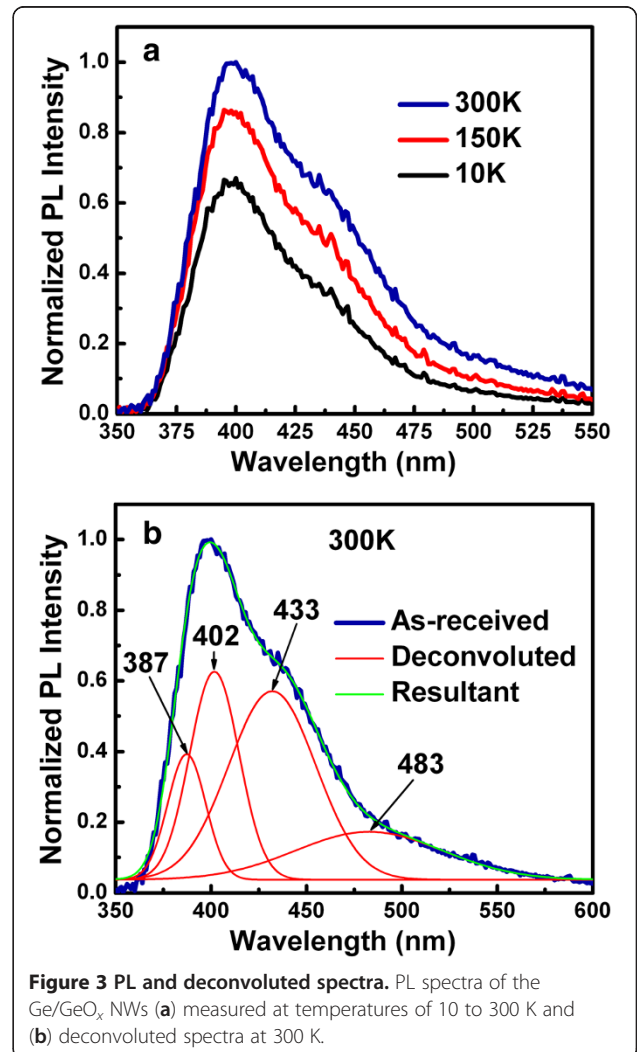 a
Normalized PL Intensity
1.0
0.8
0.6
0.4
0.2
0.0
300K
150K
10K
350 375 400 425 450 475 500 525 550
Wavelength (nm)
b
300K
Normalized PL Intensity
1.0
0.8
0.6
0.4
0.2
0.0
387
402
433
483
As-received
Deconvoluted
Resultant
350 400 450 500 550 600
Wavelength (nm)
Figure 3 PL and deconvoluted spectra. PL spectra of the
Ge/GeOx NWs (a) measured at temperatures of 10 to 300 K and
(b) deconvoluted spectra at 300 K.